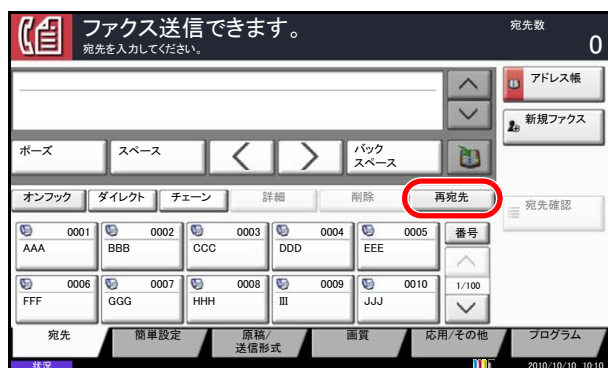 ファクス送信できます。
宛先を入力してください。
宛先数
0
アドレス帳
新規ファクス
ポーズ
スペース
バック
スペース
オンフック
ダイレクト
チェーン
詳細
削除
再宛先
宛先確認
0001
AAA
0002
BBB
0003
CCC
0004
DDD
0005
EEE
番号
0006
FFF
0007
GGG
0008
HHH
0009
III
0010
JJJ
1/100
宛先
簡単設定
原稿/
送信形式
画質
応用/その他
プログラム
状況
2010/10/10 10:10